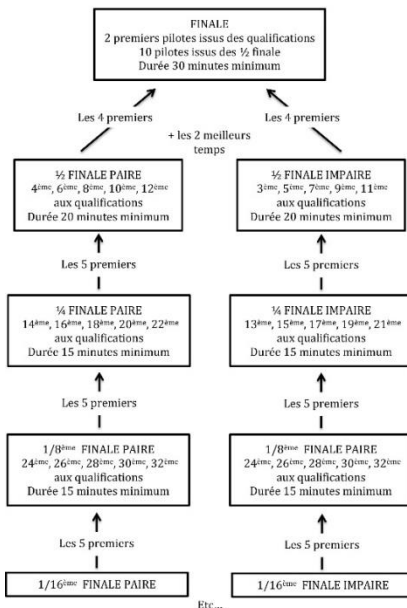 FINALE
2 premiers pilotes issus des qualifications
10 pilotes issus des ½ finale
Durée 30 minutes minimum
Les 4 premiers
Les 4 premiers
+ les 2 meilleurs
temps
½ FINALE PAIRE
4ème, 6ème, 8ème, 10ème, 12ème
aux qualifications
Durée 20 minutes minimum
½ FINALE IMPAIRE
3ème, 5ème, 7ème, 9ème, 11ème
aux qualifications
Durée 20 minutes minimum
Les 5 premiers
Les 5 premiers
¼ FINALE PAIRE
14ème, 16ème, 18ème, 20ème, 22ème
aux qualifications
Durée 15 minutes minimum
¼ FINALE IMPAIRE
13ème, 15ème, 17ème, 19ème, 21ème
aux qualifications
Durée 15 minutes minimum
Les 5 premiers
Les 5 premiers
1/8ème FINALE PAIRE
24ème, 26ème, 28ème, 30ème, 32ème
aux qualifications
Durée 15 minutes minimum
1/8ème FINALE PAIRE
24ème, 26ème, 28ème, 30ème, 32ème
aux qualifications
Durée 15 minutes minimum
Les 5 premiers
Les 5 premiers
1/16ème FINALE PAIRE
1/16ème FINALE IMPAIRE
Etc...